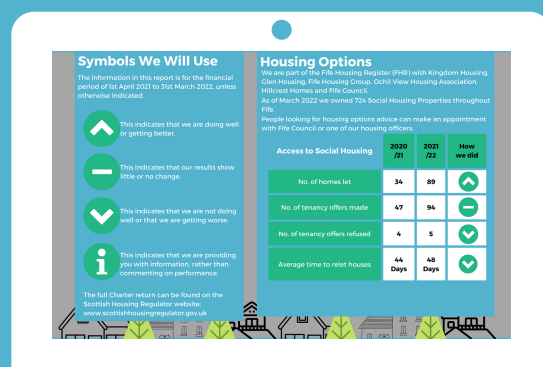 Symbols We Will Use
The information in this report is for the financial
period of 1st April 2021 to 31st March 2022, unless
otherwise indicated.
This indicates that we are doing well
or getting better.
This indicates that our results show
little or no change.
This indicates that we are not doing
well or that we are getting worse.
This indicates that we are providing
you with information, rather than
commenting on performance.
The full Charter return can be found on the
Scottish Housing Regulator website:
www.scottishhousingregulator.gov.uk
Housing Options
We are part of the Fife Housing Register (FHR) with Kingdom Housing,
Glen Housing, Fife Housing Group, Ochil View Housing Association,
Hillcrest Homes and Fife Council.
As of March 2022 we owned 724 Social Housing Properties throughout
Fife.
People looking for housing options advice can make an appointment
with Fife Council or one of our housing officers.
Access to Social Housing 2020 /21 2021 /22 How we did
No. of homes let 34 89
No. of tenancy offers made 47 94
No. of tenancy offers refused 4 5
Average time to relet houses 44 Days 48 Days